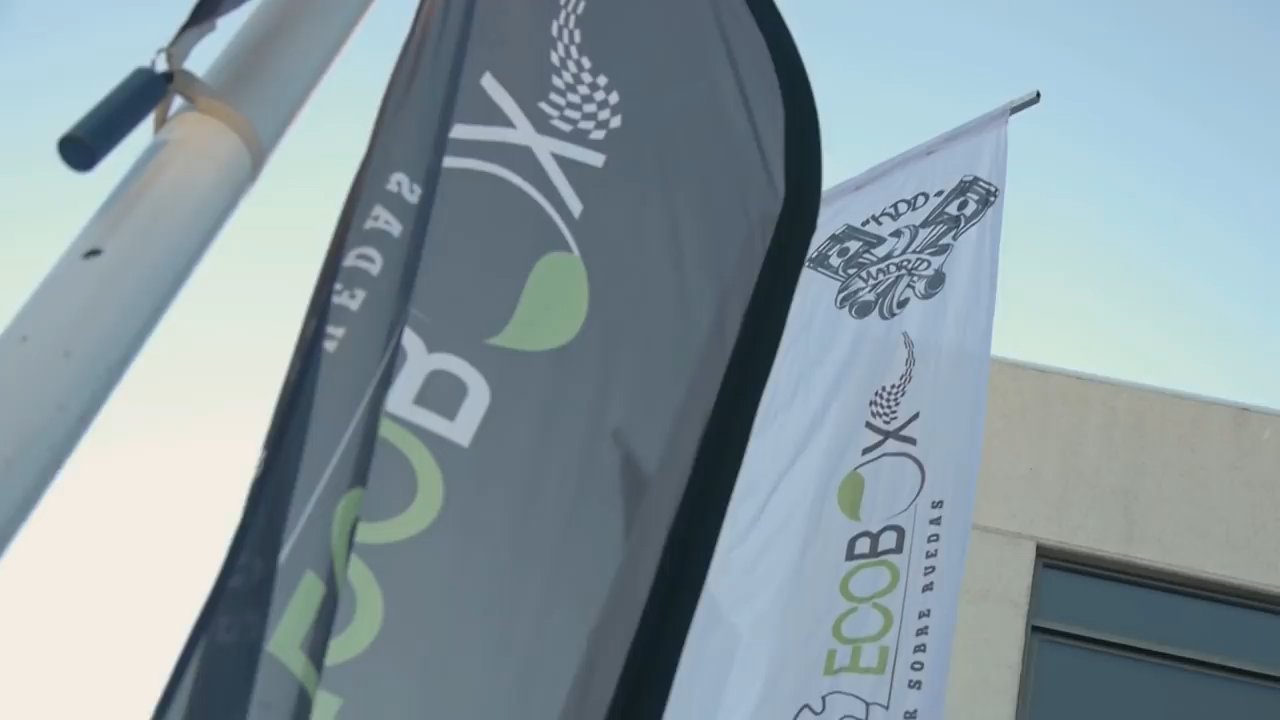 ECOBOX
RUEDAS
"KDD"
MADRID
ECOBOX
SOBRE RUEDAS